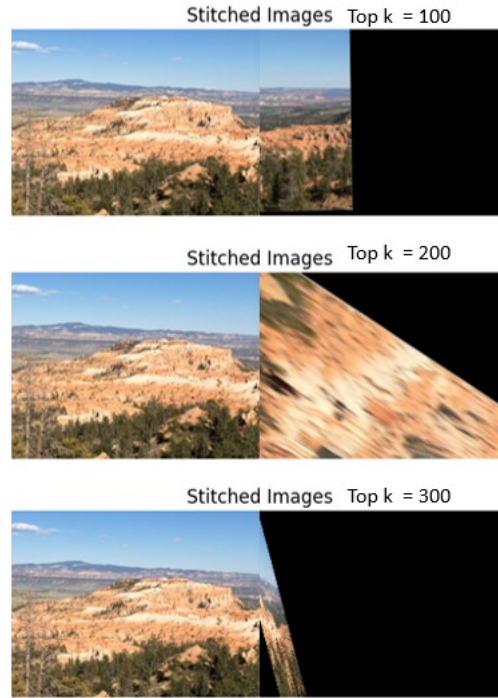 Stitched Images Top k = 100
Stitched Images Top k = 200
Stitched Images Top k = 300